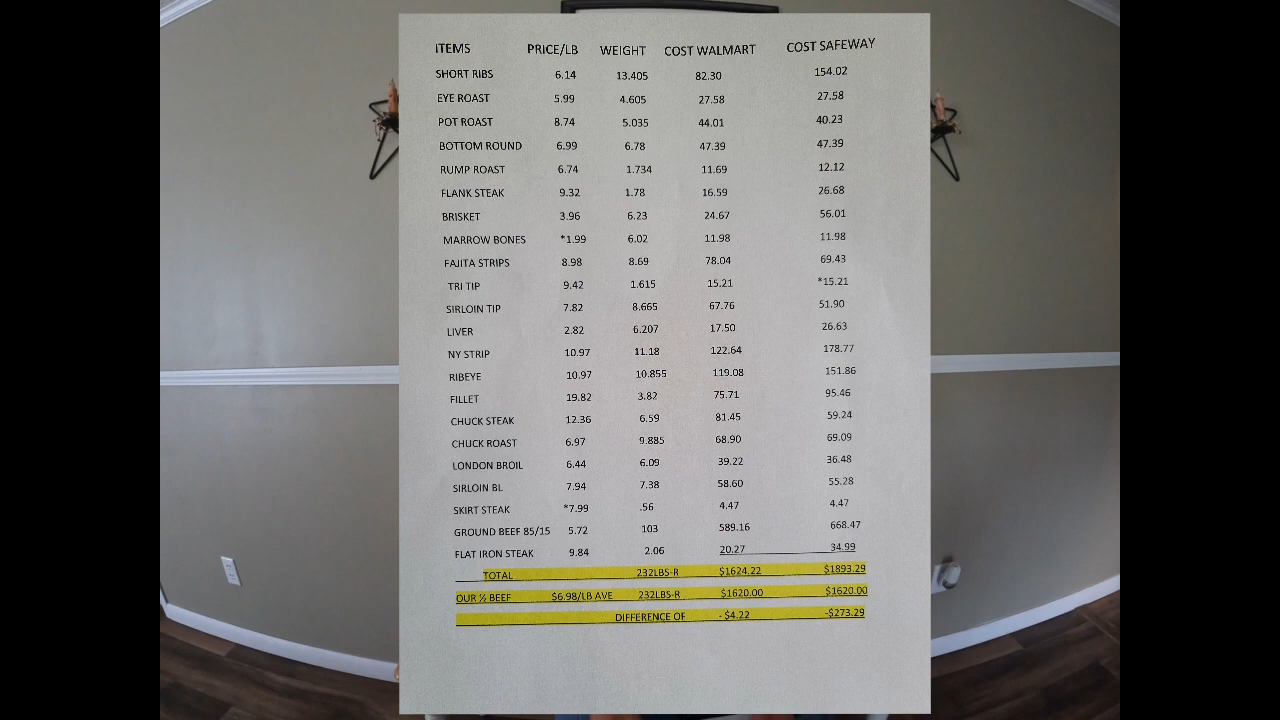 ITEMS PRICE/LB WEIGHT COST WALMART COST SAFEWAY
SHORT RIBS 6.14 13.405 82.30 154.02
EYE ROAST 5.99 4.605 27.58 27.58
POT ROAST 8.74 5.035 44.01 40.23
BOTTOM ROUND 6.99 6.78 47.39 47.39
RUMP ROAST 6.74 1.734 11.69 12.12
FLANK STEAK 9.32 1.78 16.59 26.68
BRISKET 3.96 6.23 24.67 56.01
MARROW BONES *1.99 6.02 11.98 11.98
FAJITA STRIPS 8.98 8.69 78.04 69.43
TRI TIP 9.42 1.615 15.21 *15.21
SIRLOIN TIP 7.82 8.665 67.76 51.90
LIVER 2.82 6.207 17.50 26.63
NY STRIP 10.97 11.18 122.64 178.77
RIBEYE 10.97 10.855 119.08 151.86
FILLET 19.82 3.82 75.71 95.46
CHUCK STEAK 12.36 6.59 81.45 59.24
CHUCK ROAST 6.97 9.885 68.90 69.09
LONDON BROIL 6.44 6.09 39.22 36.48
SIRLOIN BL 7.94 7.38 58.60 55.28
SKIRT STEAK *7.99 .56 4.47 4.47
GROUND BEEF 85/15 5.72 103 589.16 668.47
FLAT IRON STEAK 9.84 2.06 20.27 34.99
TOTAL 232LBS-R $1624.22 $1893.29
OUR ½ BEEF $6.98/LB AVE 232LBS-R $1620.00 $1620.00
DIFFERENCE OF - $4.22 -$273.29